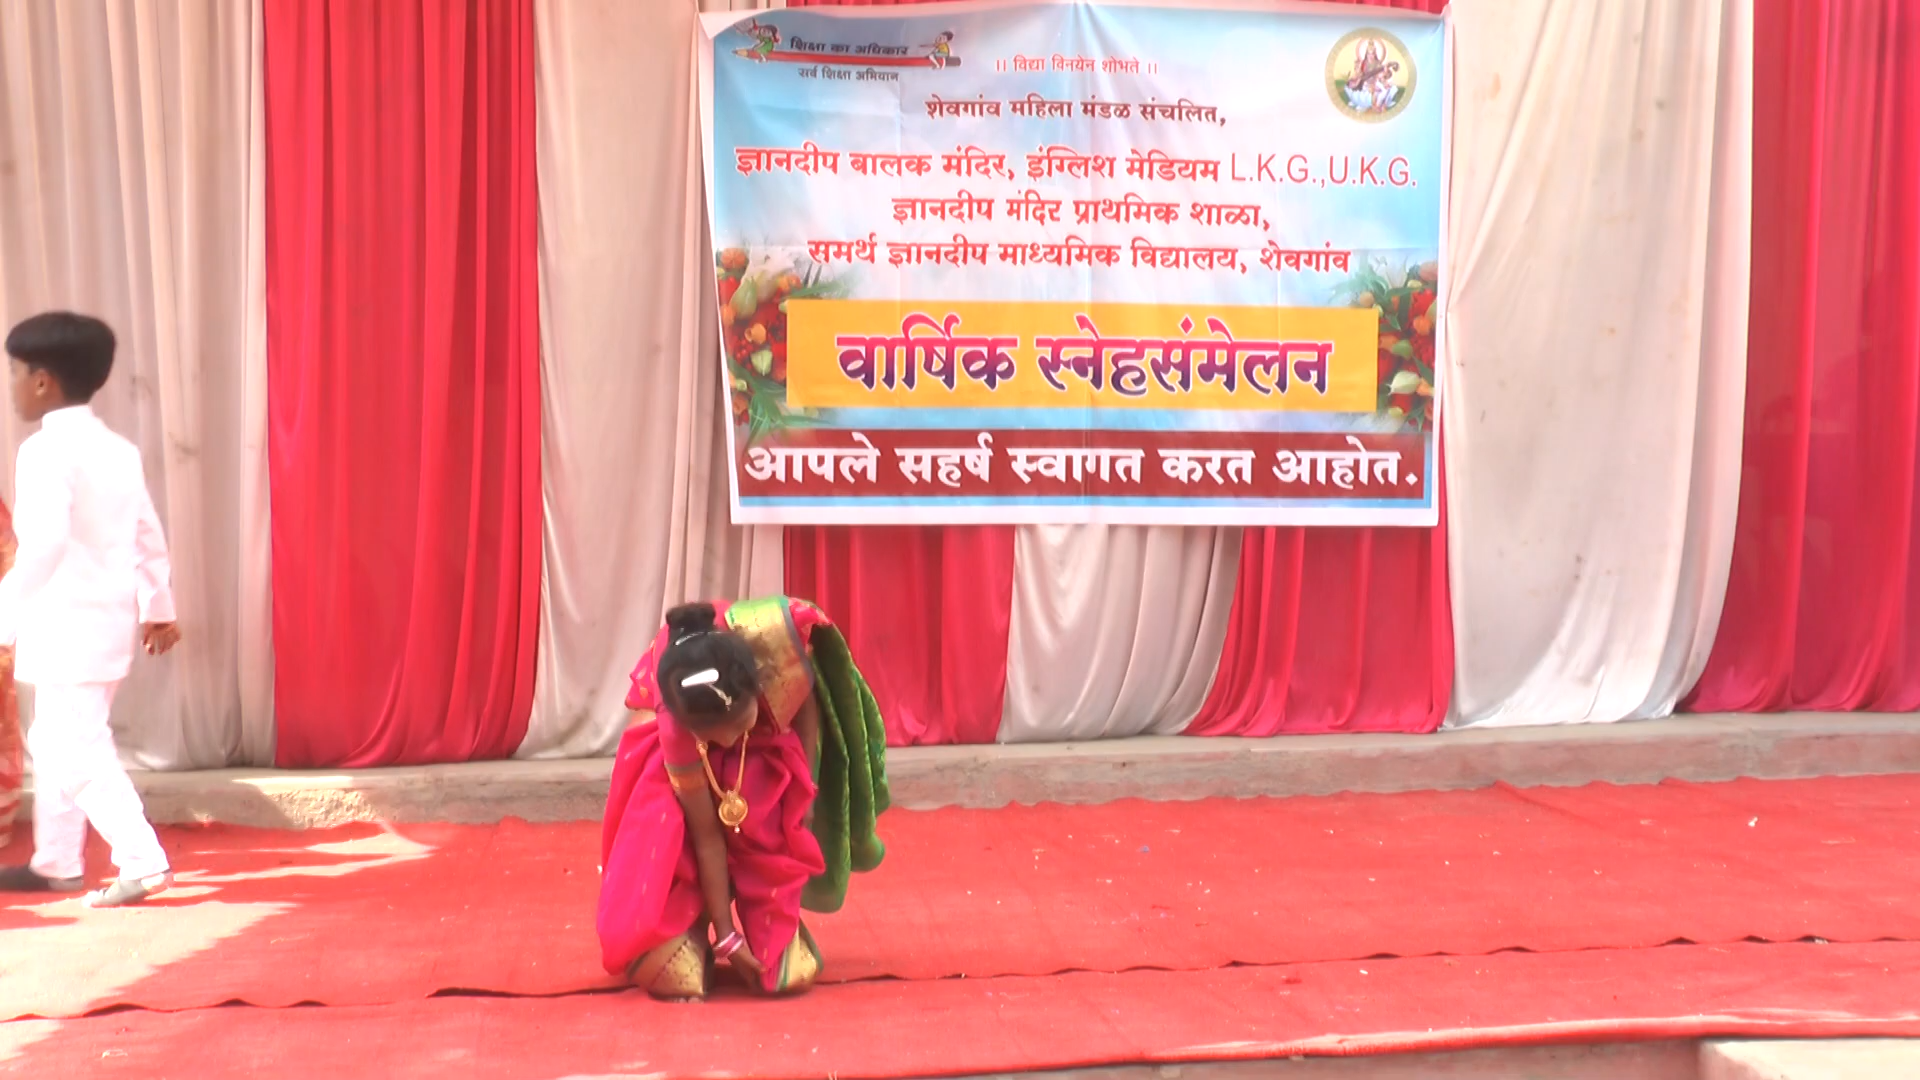 शिक्षा का अधिकार
सर्व शिक्षा अभियान
।। विद्या विनयेन शोभते ।।
शेवगांव महिला मंडळ संचलित,
ज्ञानदीप बालक मंदिर, इंग्लिश मेडियम L.K.G.,U.K.G.
ज्ञानदीप मंदिर प्राथमिक शाळा,
समर्थ ज्ञानदीप माध्यमिक विद्यालय, शेवगांव
वार्षिक स्नेहसंमेलन
आपले सहर्ष स्वागत करत आहोत.